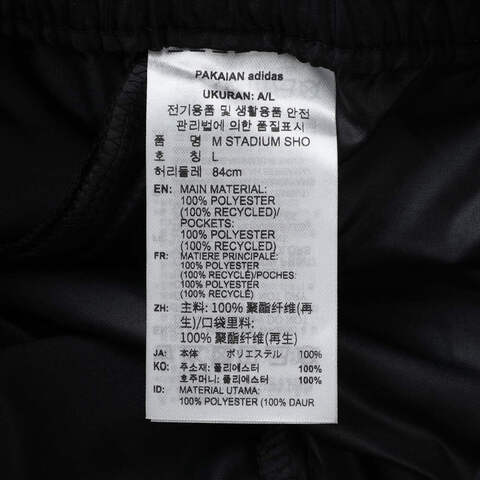 PAKAIAN adidas
UKURAN: A/L
전기용품 및 생활용품 안전
관리법에 의한 품질표시
품 명 M STADIUM SHO
호 칭 L
허리둘레 84cm
EN: MAIN MATERIAL:
100% POLYESTER
(100% RECYCLED)/
POCKETS:
100% POLYESTER
(100% RECYCLED)
FR: MATIERE PRINCIPALE:
100% POLYESTER
(100% RECYCLÉ)/POCHES:
100% POLYESTER
(100% RECYCLÉ)
ZH: 主料: 100% 聚酯纤维(再
生)/口袋里料:
100% 聚酯纤维(再生)
JA: 本体 ポリエステル 100%
KO: 주소재: 폴리에스터 100%
호주머니: 폴리에스터 100%
ID: MATERIAL UTAMA:
100% POLYESTER (100% DAUR